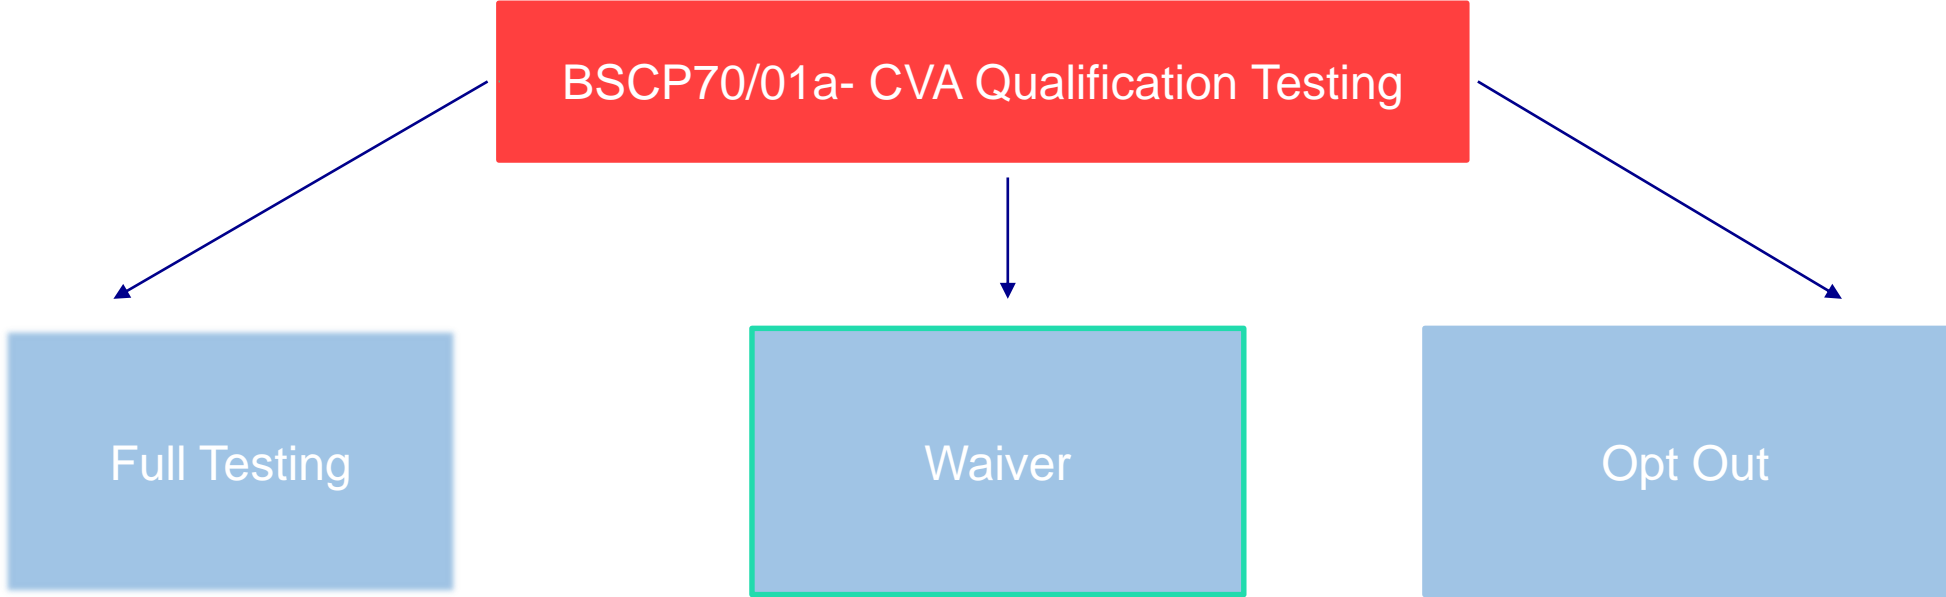 BSCP70/01a- CVA Qualification Testing
Full Testing
Waiver
Opt Out